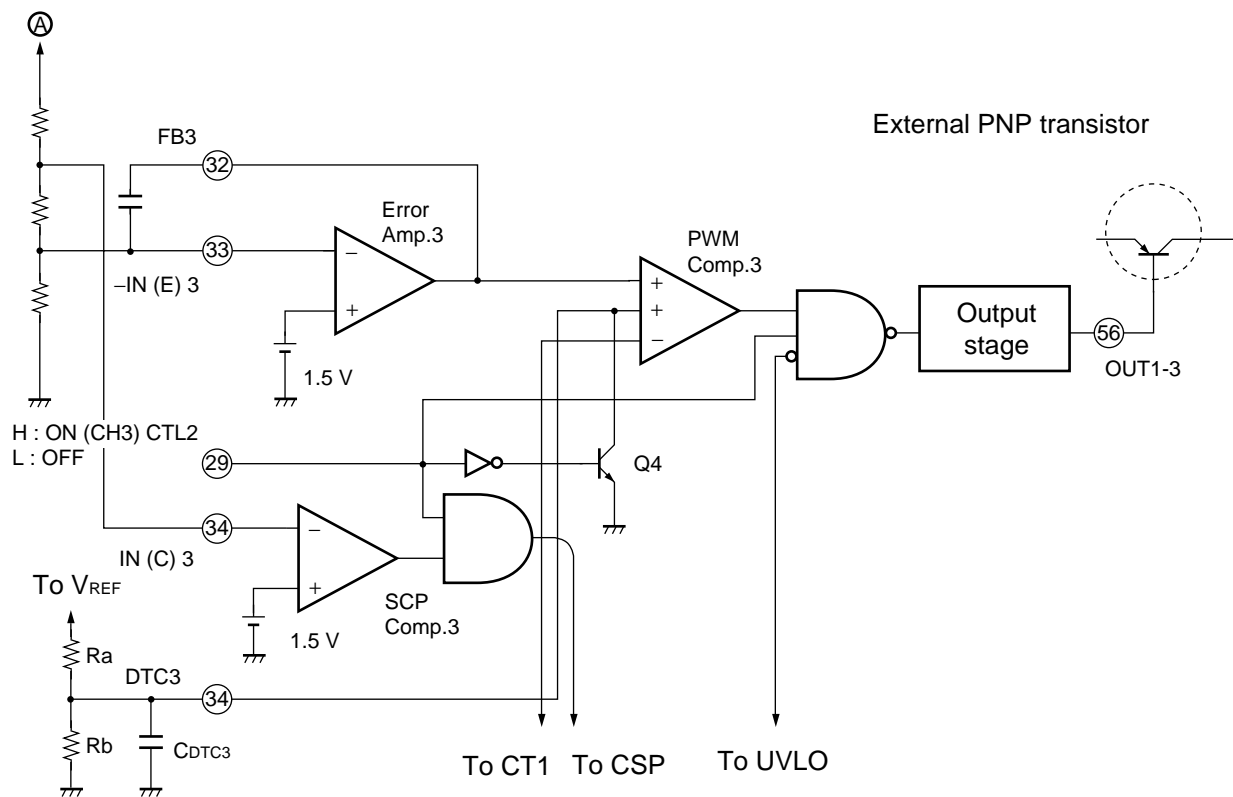 A
External PNP transistor
FB3
32
Error
Amp.3
PWM
Comp.3
33
–IN (E) 3
−
+
+
+
−
Output
stage
56
OUT1-3
1.5 V
H : ON (CH3) CTL2
L : OFF
29
Q4
34
IN (C) 3
−
+
To VREF
SCP
Comp.3
1.5 V
Ra
DTC3
34
Rb
CDTC3
To CT1
To CSP
To UVLO